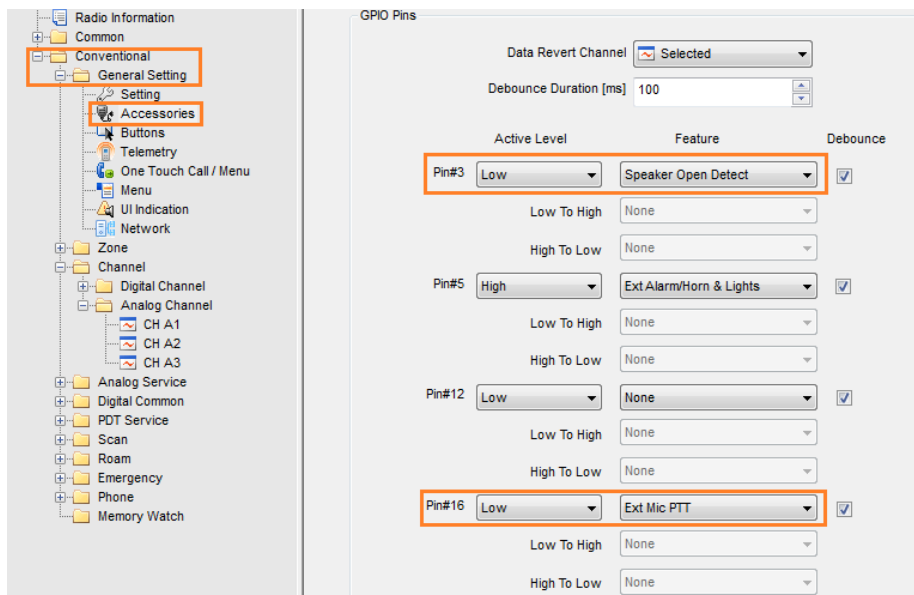 Radio Information
Common
Conventional
General Setting
Setting
Accessories
Buttons
Telemetry
One Touch Call / Menu
Menu
UI Indication
Network
Zone
Channel
Digital Channel
Analog Channel
CH A1
CH A2
CH A3
Analog Service
Digital Common
PDT Service
Scan
Roam
Emergency
Phone
Memory Watch
GPIO Pins
Data Revert Channel Selected
Debounce Duration [ms] 100
Active Level Feature Debounce
Pin#3 Low Speaker Open Detect
Low To High None
High To Low None
Pin#5 High Ext Alarm/Horn & Lights
Low To High None
High To Low None
Pin#12 Low None
Low To High None
High To Low None
Pin#16 Low Ext Mic PTT
Low To High None
High To Low None